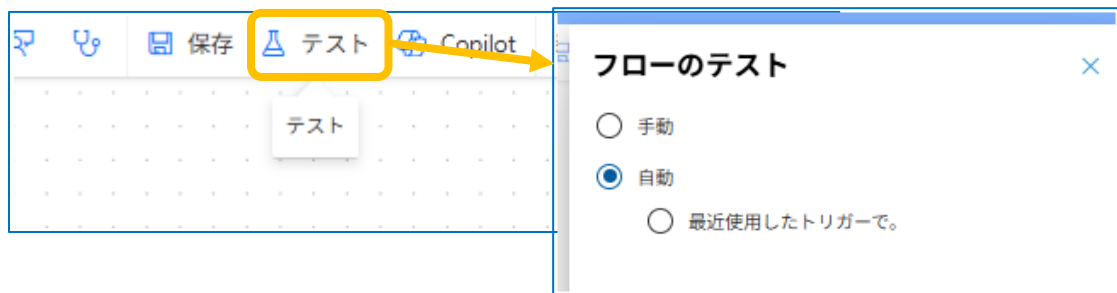 保存 テスト Copilot
テスト
フローのテスト
手動
自動
最近使用したトリガーで。